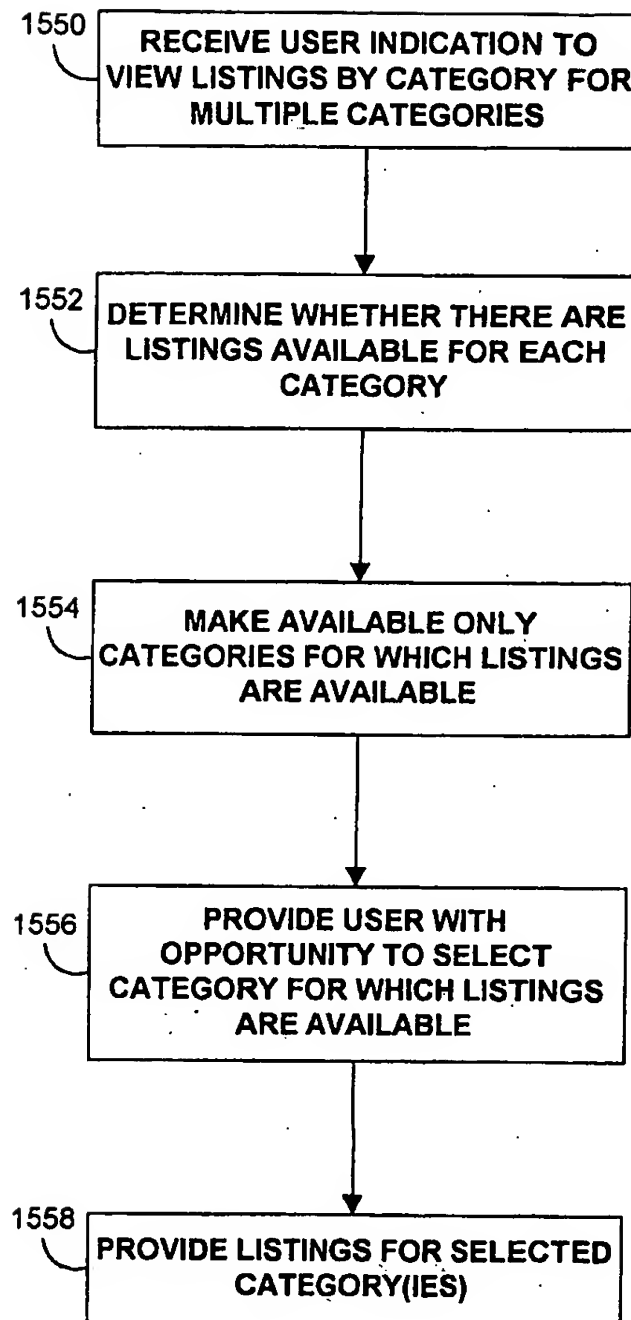 1550
RECEIVE USER INDICATION TO
VIEW LISTINGS BY CATEGORY FOR
MULTIPLE CATEGORIES
1552
DETERMINE WHETHER THERE ARE
LISTINGS AVAILABLE FOR EACH
CATEGORY
1554
MAKE AVAILABLE ONLY
CATEGORIES FOR WHICH LISTINGS
ARE AVAILABLE
1556
PROVIDE USER WITH
OPPORTUNITY TO SELECT
CATEGORY FOR WHICH LISTINGS
ARE AVAILABLE
1558
PROVIDE LISTINGS FOR SELECTED
CATEGORY(IES)